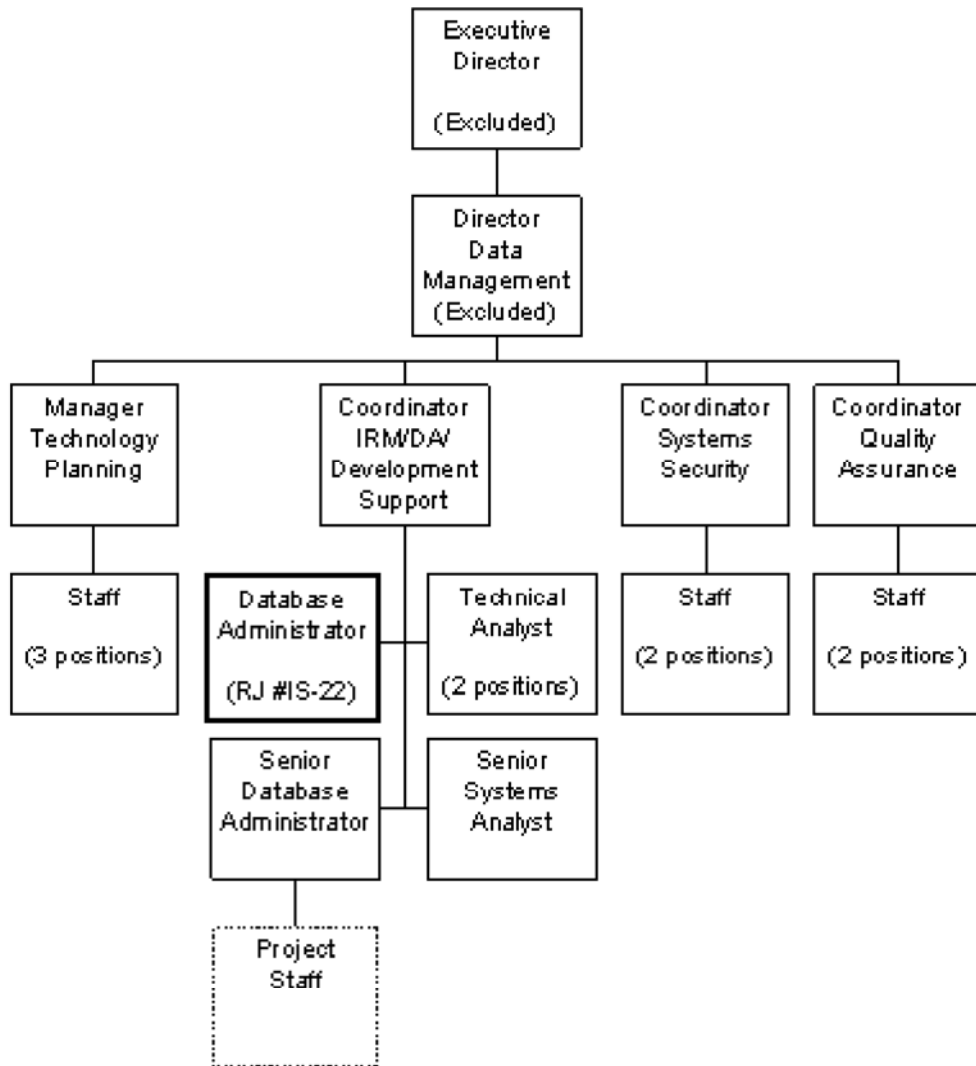 Executive
Director
(Excluded)
Director
Data
Management
(Excluded)
Manager
Technology
Planning
Coordinator
IRM/DA/
Development
Support
Coordinator
Systems
Security
Coordinator
Quality
Assurance
Staff
(3 positions)
Database
Administrator
(RJ #IS-22)
Technical
Analyst
(2 positions)
Staff
(2 positions)
Staff
(2 positions)
Senior
Database
Administrator
Senior
Systems
Analyst
Project
Staff